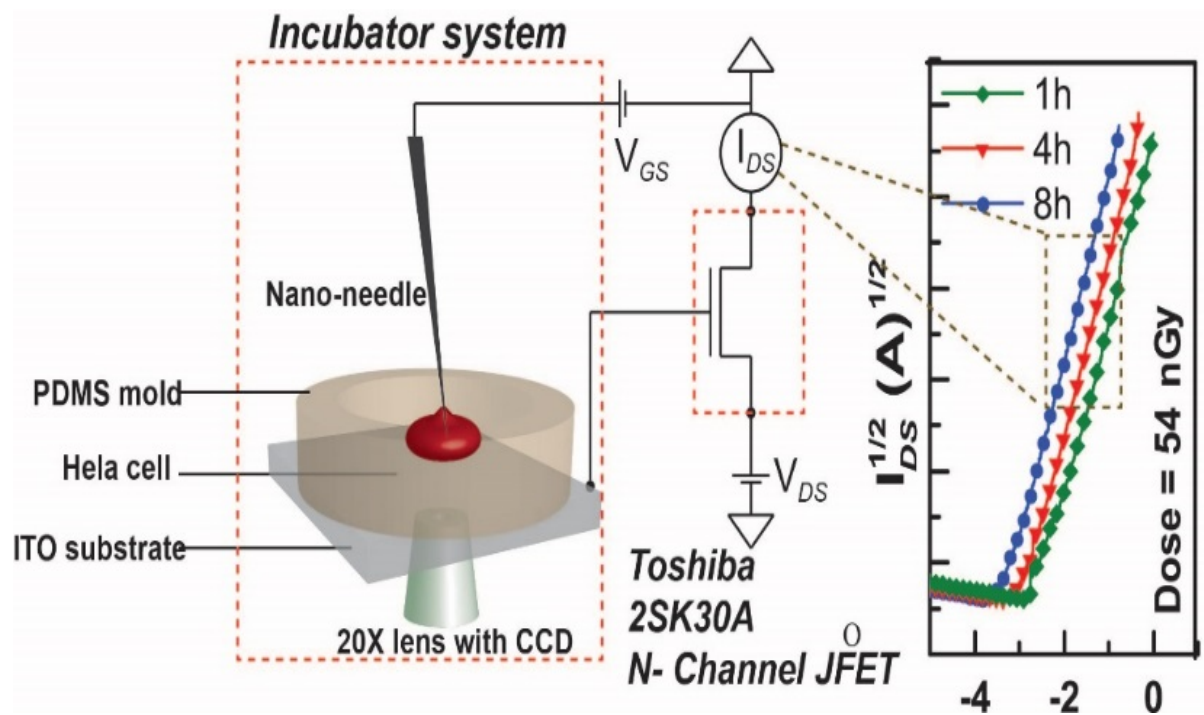 Incubator system
V_GS
I_DS
Nano-needle
PDMS mold
Hela cell
ITO substrate
20X lens with CCD
V_DS
Toshiba
2SK30A
O
N- Channel JFET
1h
4h
8h
I_DS^1/2 (A)^1/2
Dose = 54 nGy
-4 -2 0